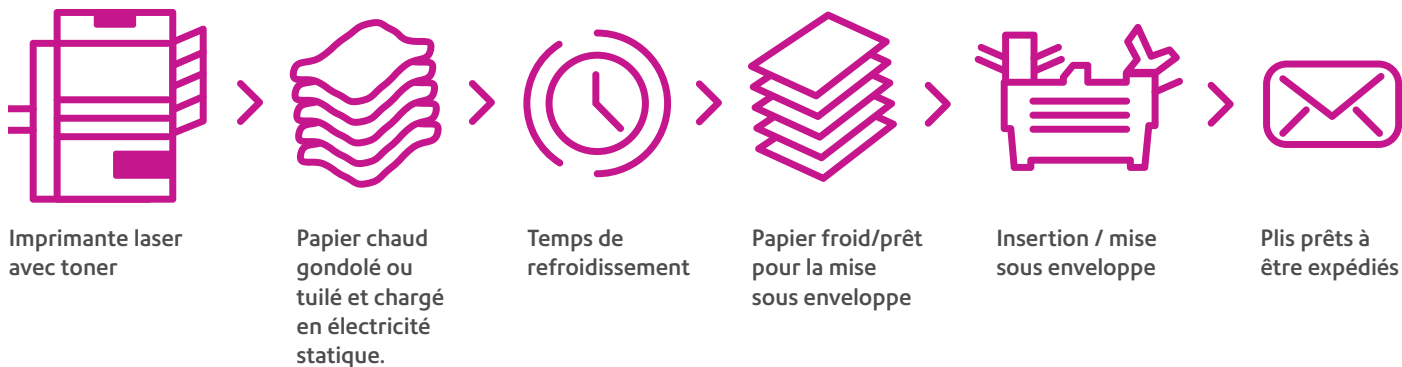 Imprimante laser
avec toner
Papier chaud
gondolé ou
tuilé et chargé
en électricité
statique.
Temps de
refroidissement
Papier froid/prêt
pour la mise
sous enveloppe
Insertion / mise
sous enveloppe
Plis prêts à
être expédiés